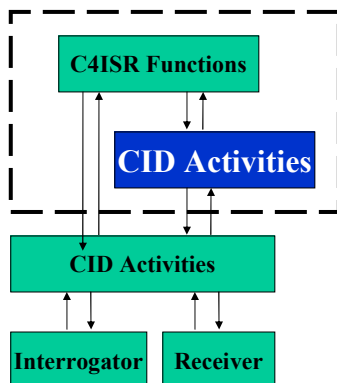 C4ISR Functions
CID Activities
CID Activities
Interrogator
Receiver